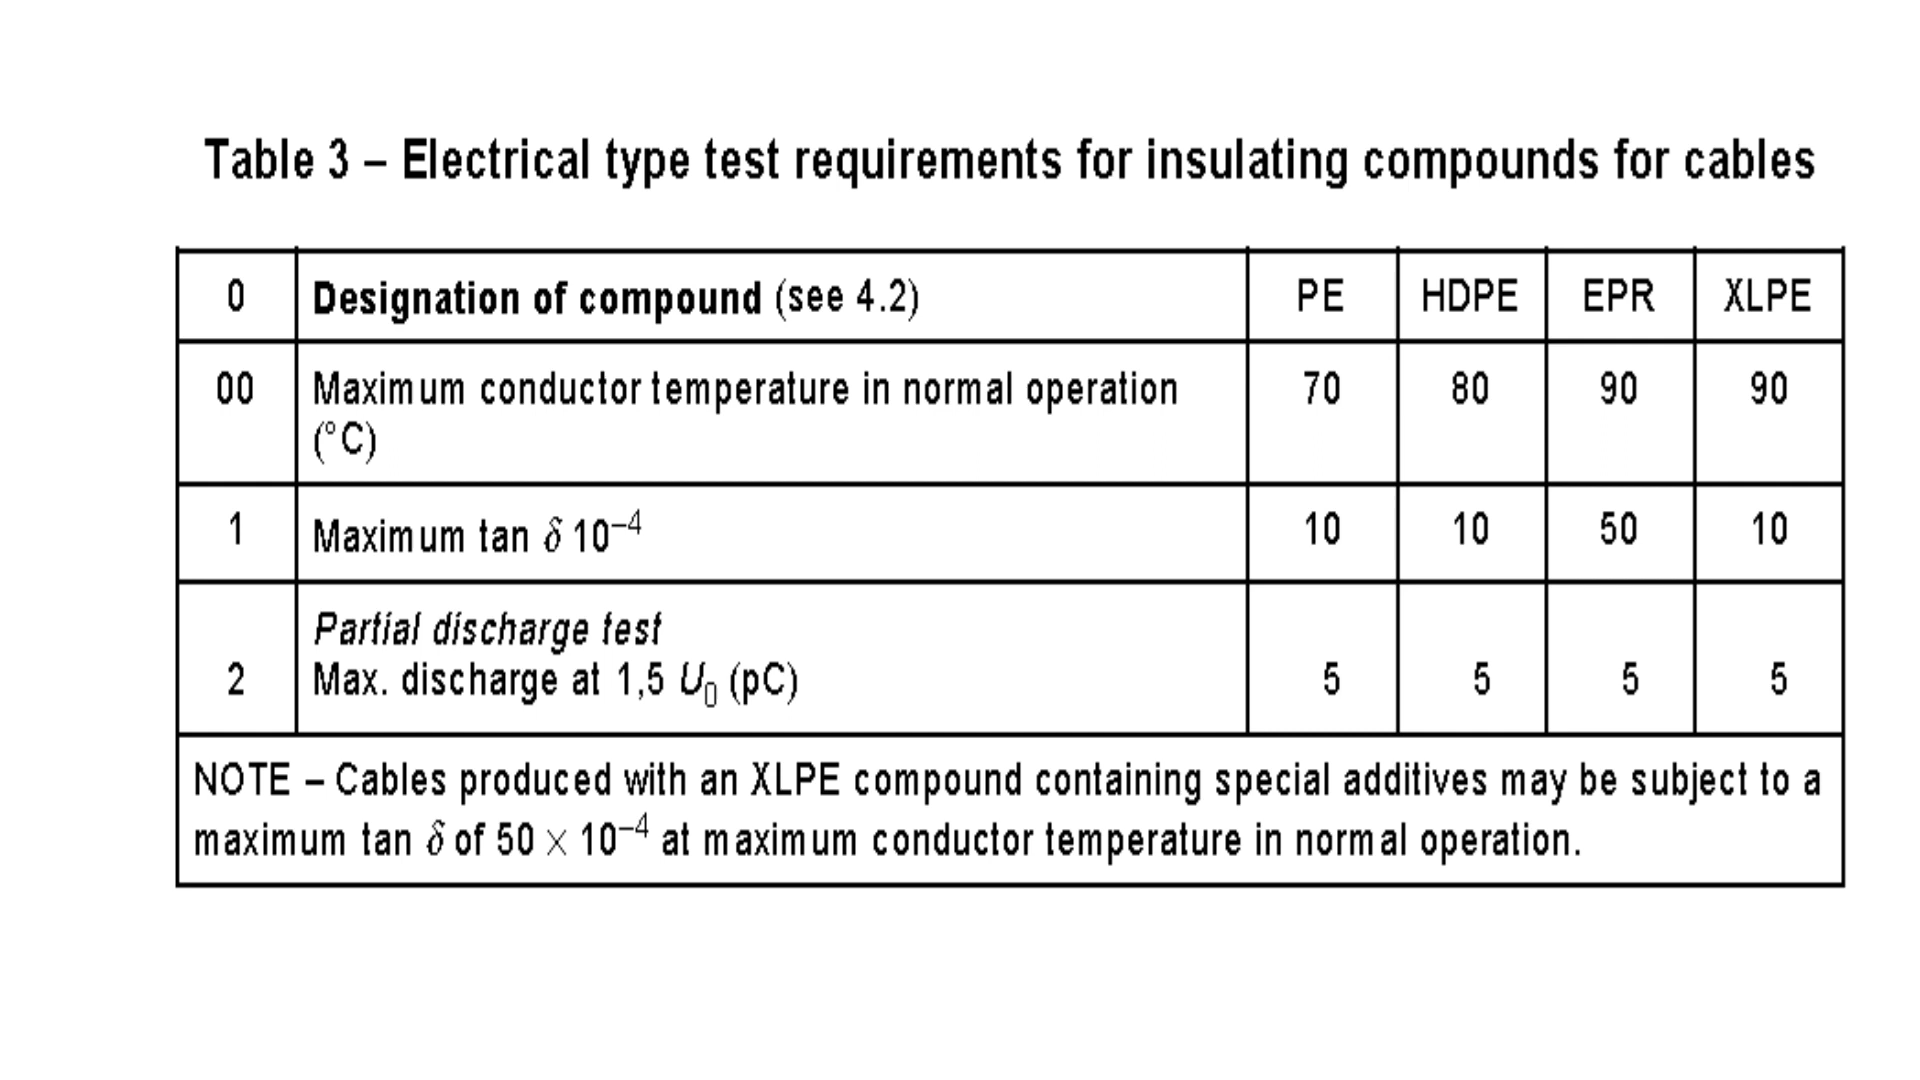 Table 3 – Electrical type test requirements for insulating compounds for cables
0 Designation of compound (see 4.2) PE HDPE EPR XLPE
00 Maximum conductor temperature in normal operation 70 80 90 90
(°C)
1 Maximum tan δ 10⁻⁴ 10 10 50 10
Partial discharge test
2 Max. discharge at 1,5 U₀ (pC) 5 5 5 5
NOTE – Cables produced with an XLPE compound containing special additives may be subject to a
maximum tan δ of 50 × 10⁻⁴ at maximum conductor temperature in normal operation.